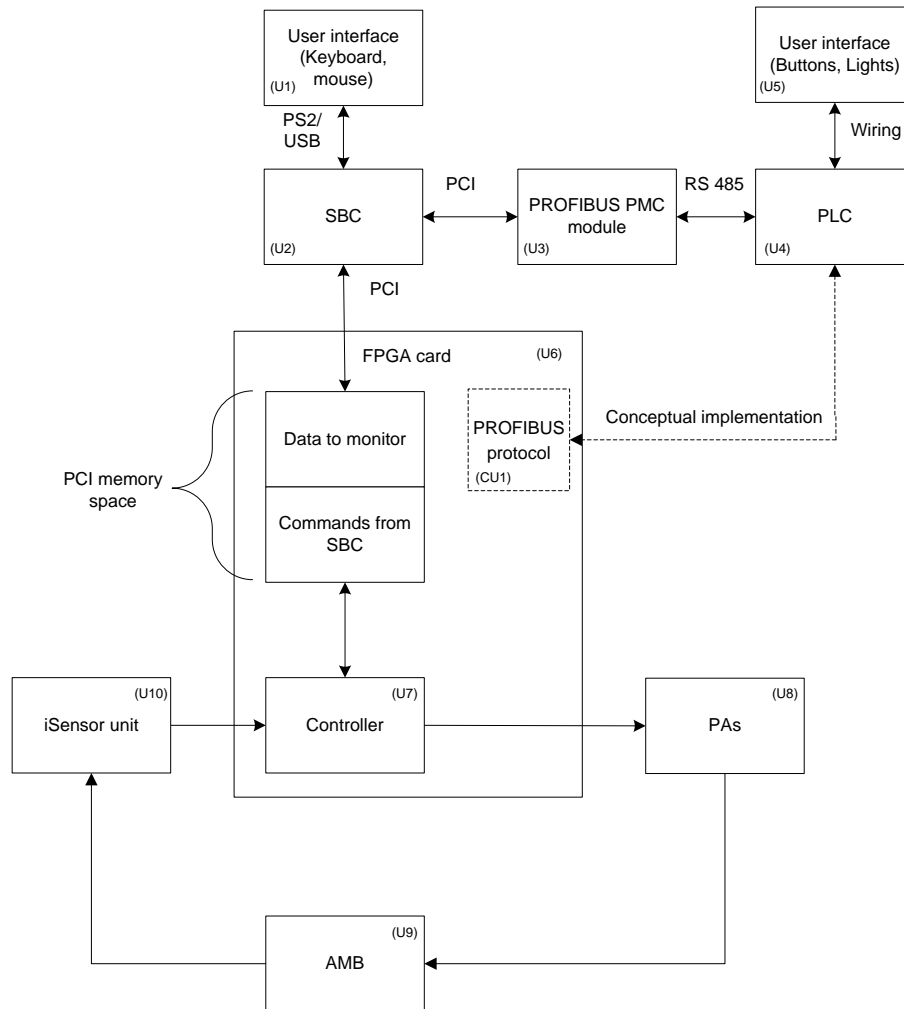 User interface
(Keyboard,
mouse)
(U1)
User interface
(Buttons, Lights)
(U5)
PS2/
USB
Wiring
SBC
(U2)
PCI
PROFIBUS PMC
module
(U3)
RS 485
PLC
(U4)
PCI
FPGA card
(U6)
Data to monitor
PROFIBUS
protocol
(CU1)
Conceptual implementation
PCI memory
space
Commands from
SBC
iSensor unit
(U10)
Controller
(U7)
PAs
(U8)
AMB
(U9)